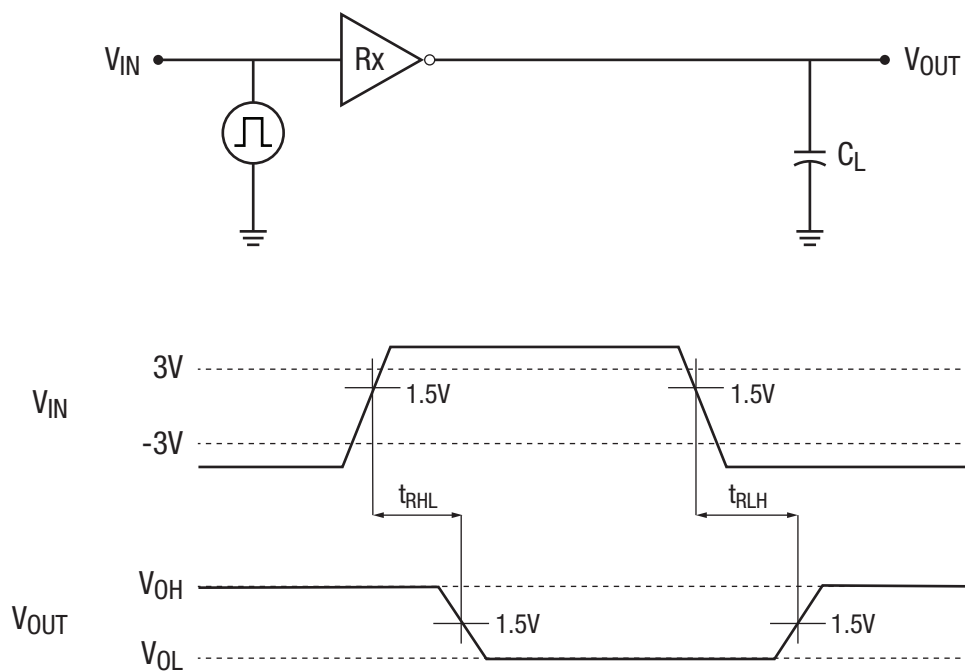 V_IN Rx V_OUT
C_L
3V
1.5V 1.5V
V_IN
-3V
t_RHL t_RLH
V_OH
V_OUT 1.5V 1.5V
V_OL